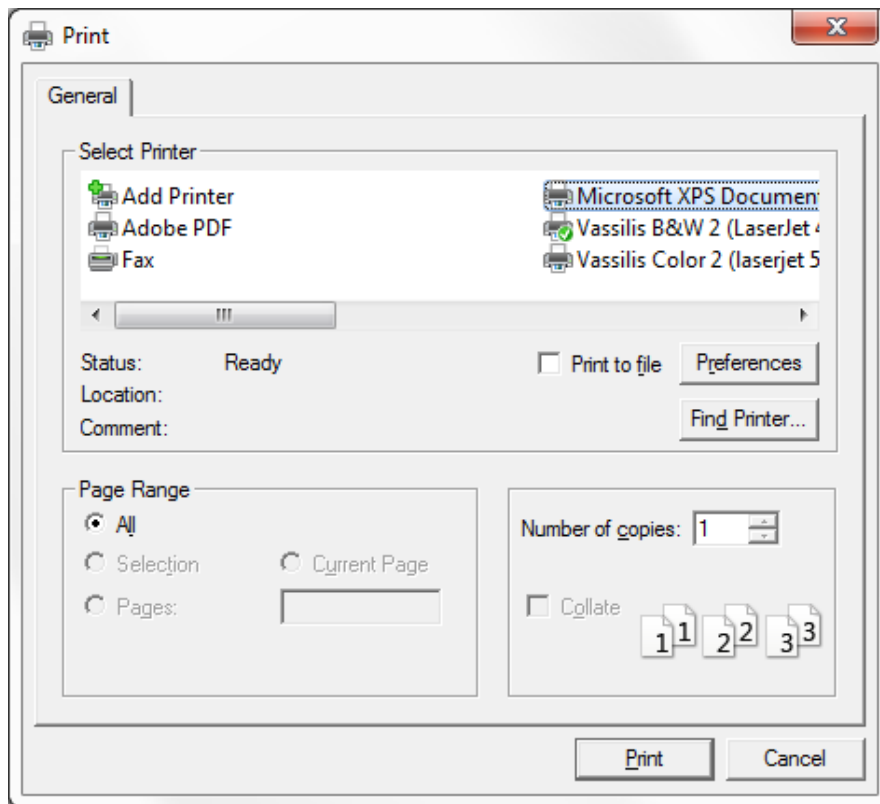 Print
General
Select Printer
Add Printer
Adobe PDF
Fax
Microsoft XPS Document
Vassilis B&W 2 (LaserJet 4
Vassilis Color 2 (laserjet 5
Status: Ready
Location:
Comment:
Print to file
Preferences
Find Printer...
Page Range
All
Selection
Current Page
Pages:
Number of copies: 1
Collate
1 1 2 2 3 3
Print
Cancel